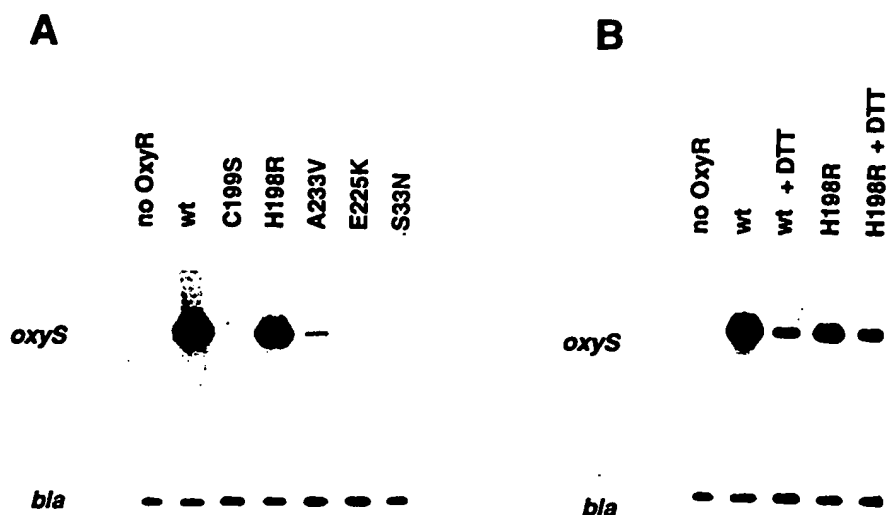 A
no OxyR
wt
C199S
H198R
A233V
E225K
S33N
oxyS
bla
B
no OxyR
wt
wt + DTT
H198R
H198R + DTT
oxyS
bla